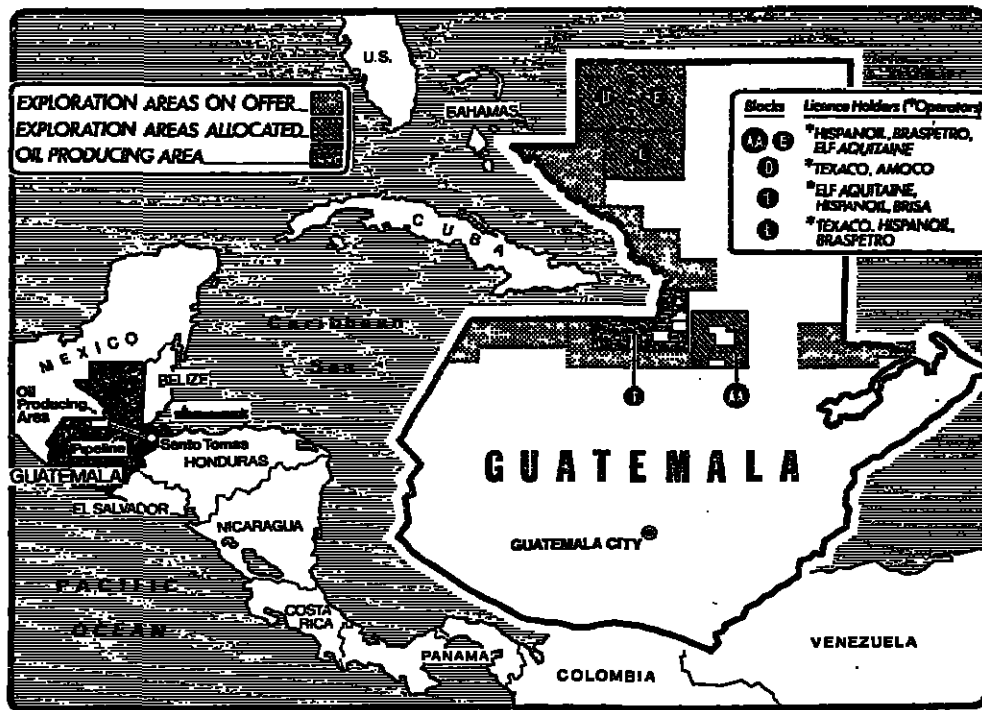 EXPLORATION AREAS ON OFFER
EXPLORATION AREAS ALLOCATED
OIL PRODUCING AREA
U.S.
BAHAMAS
Blocks Licence Holders (*Operators)
AA E *HISPANOIL, BRASPETRO,
ELF AQUITAINE
D *TEXACO, AMOCO
*ELF AQUITAINE,
HISPANOIL, BRISA
*TEXACO, HISPANOIL,
BRASPETRO
CUBA
Caribbean
Sea
MEXICO
BELIZE
Oil
Producing
Area
Pipeline
Santo Tomas
HONDURAS
GUATEMALA
EL SALVADOR
NICARAGUA
COSTA
RICA
PANAMA
PACIFIC
OCEAN
AA
GUATEMALA
GUATEMALA CITY
COLOMBIA
VENEZUELA